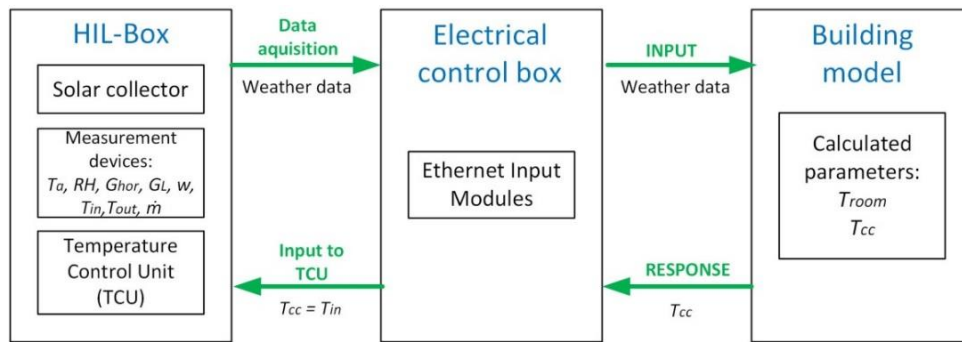 HIL-Box
Solar collector
Measurement
devices:
Ta, RH, Ghor, GL, w,
Tin,Tout, ṁ
Temperature
Control Unit
(TCU)
Data
aquisition
Weather data
Input to
TCU
Tcc = Tin
Electrical
control box
Ethernet Input
Modules
INPUT
Weather data
RESPONSE
Tcc
Building
model
Calculated
parameters:
Troom
Tcc